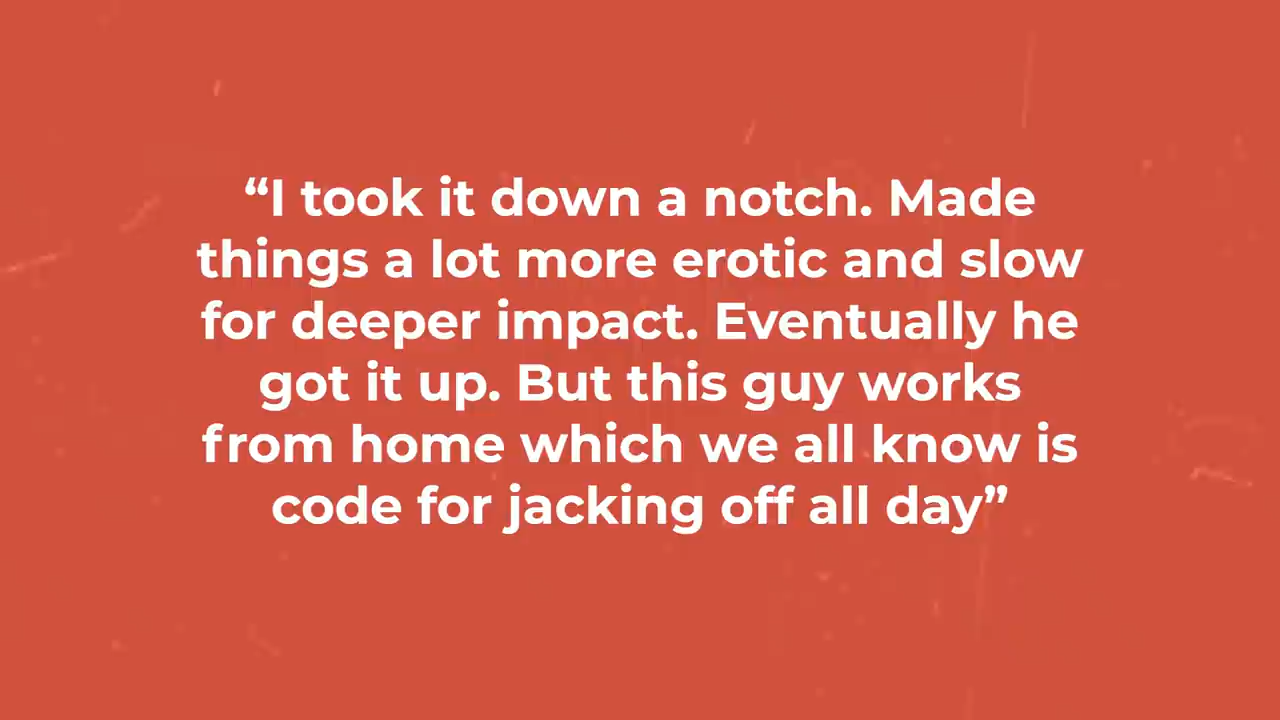 “I took it down a notch. Made
things a lot more erotic and slow
for deeper impact. Eventually he
got it up. But this guy works
from home which we all know is
code for jacking off all day”